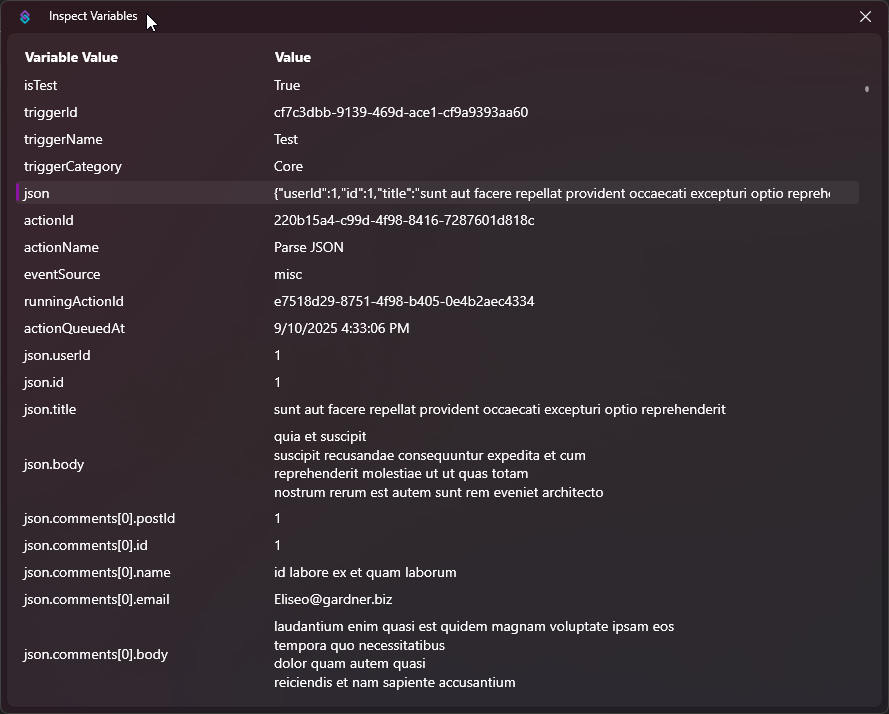 Inspect Variables
Variable Value Value
isTest True
triggerId cf7c3dbb-9139-469d-ace1-cf9a9393aa60
triggerName Test
triggerCategory Core
json {"userId":1,"id":1,"title":"sunt aut facere repellat provident occaecati excepturi optio reprehe
actionId 220b15a4-c99d-4f98-8416-7287601d818c
actionName Parse JSON
eventSource misc
runningActionId e7518d29-8751-4f98-b405-0e4b2aec4334
actionQueuedAt 9/10/2025 4:33:06 PM
json.userId 1
json.id 1
json.title sunt aut facere repellat provident occaecati excepturi optio reprehenderit
json.body quia et suscipit
suscipit recusandae consequuntur expedita et cum
reprehenderit molestiae ut ut quas totam
nostrum rerum est autem sunt rem eveniet architecto
json.comments[0].postId 1
json.comments[0].id 1
json.comments[0].name id labore ex et quam laborum
json.comments[0].email Eliseo@gardner.biz
json.comments[0].body laudantium enim quasi est quidem magnam voluptate ipsam eos
tempora quo necessitatibus
dolor quam autem quasi
reiciendis et nam sapiente accusantium